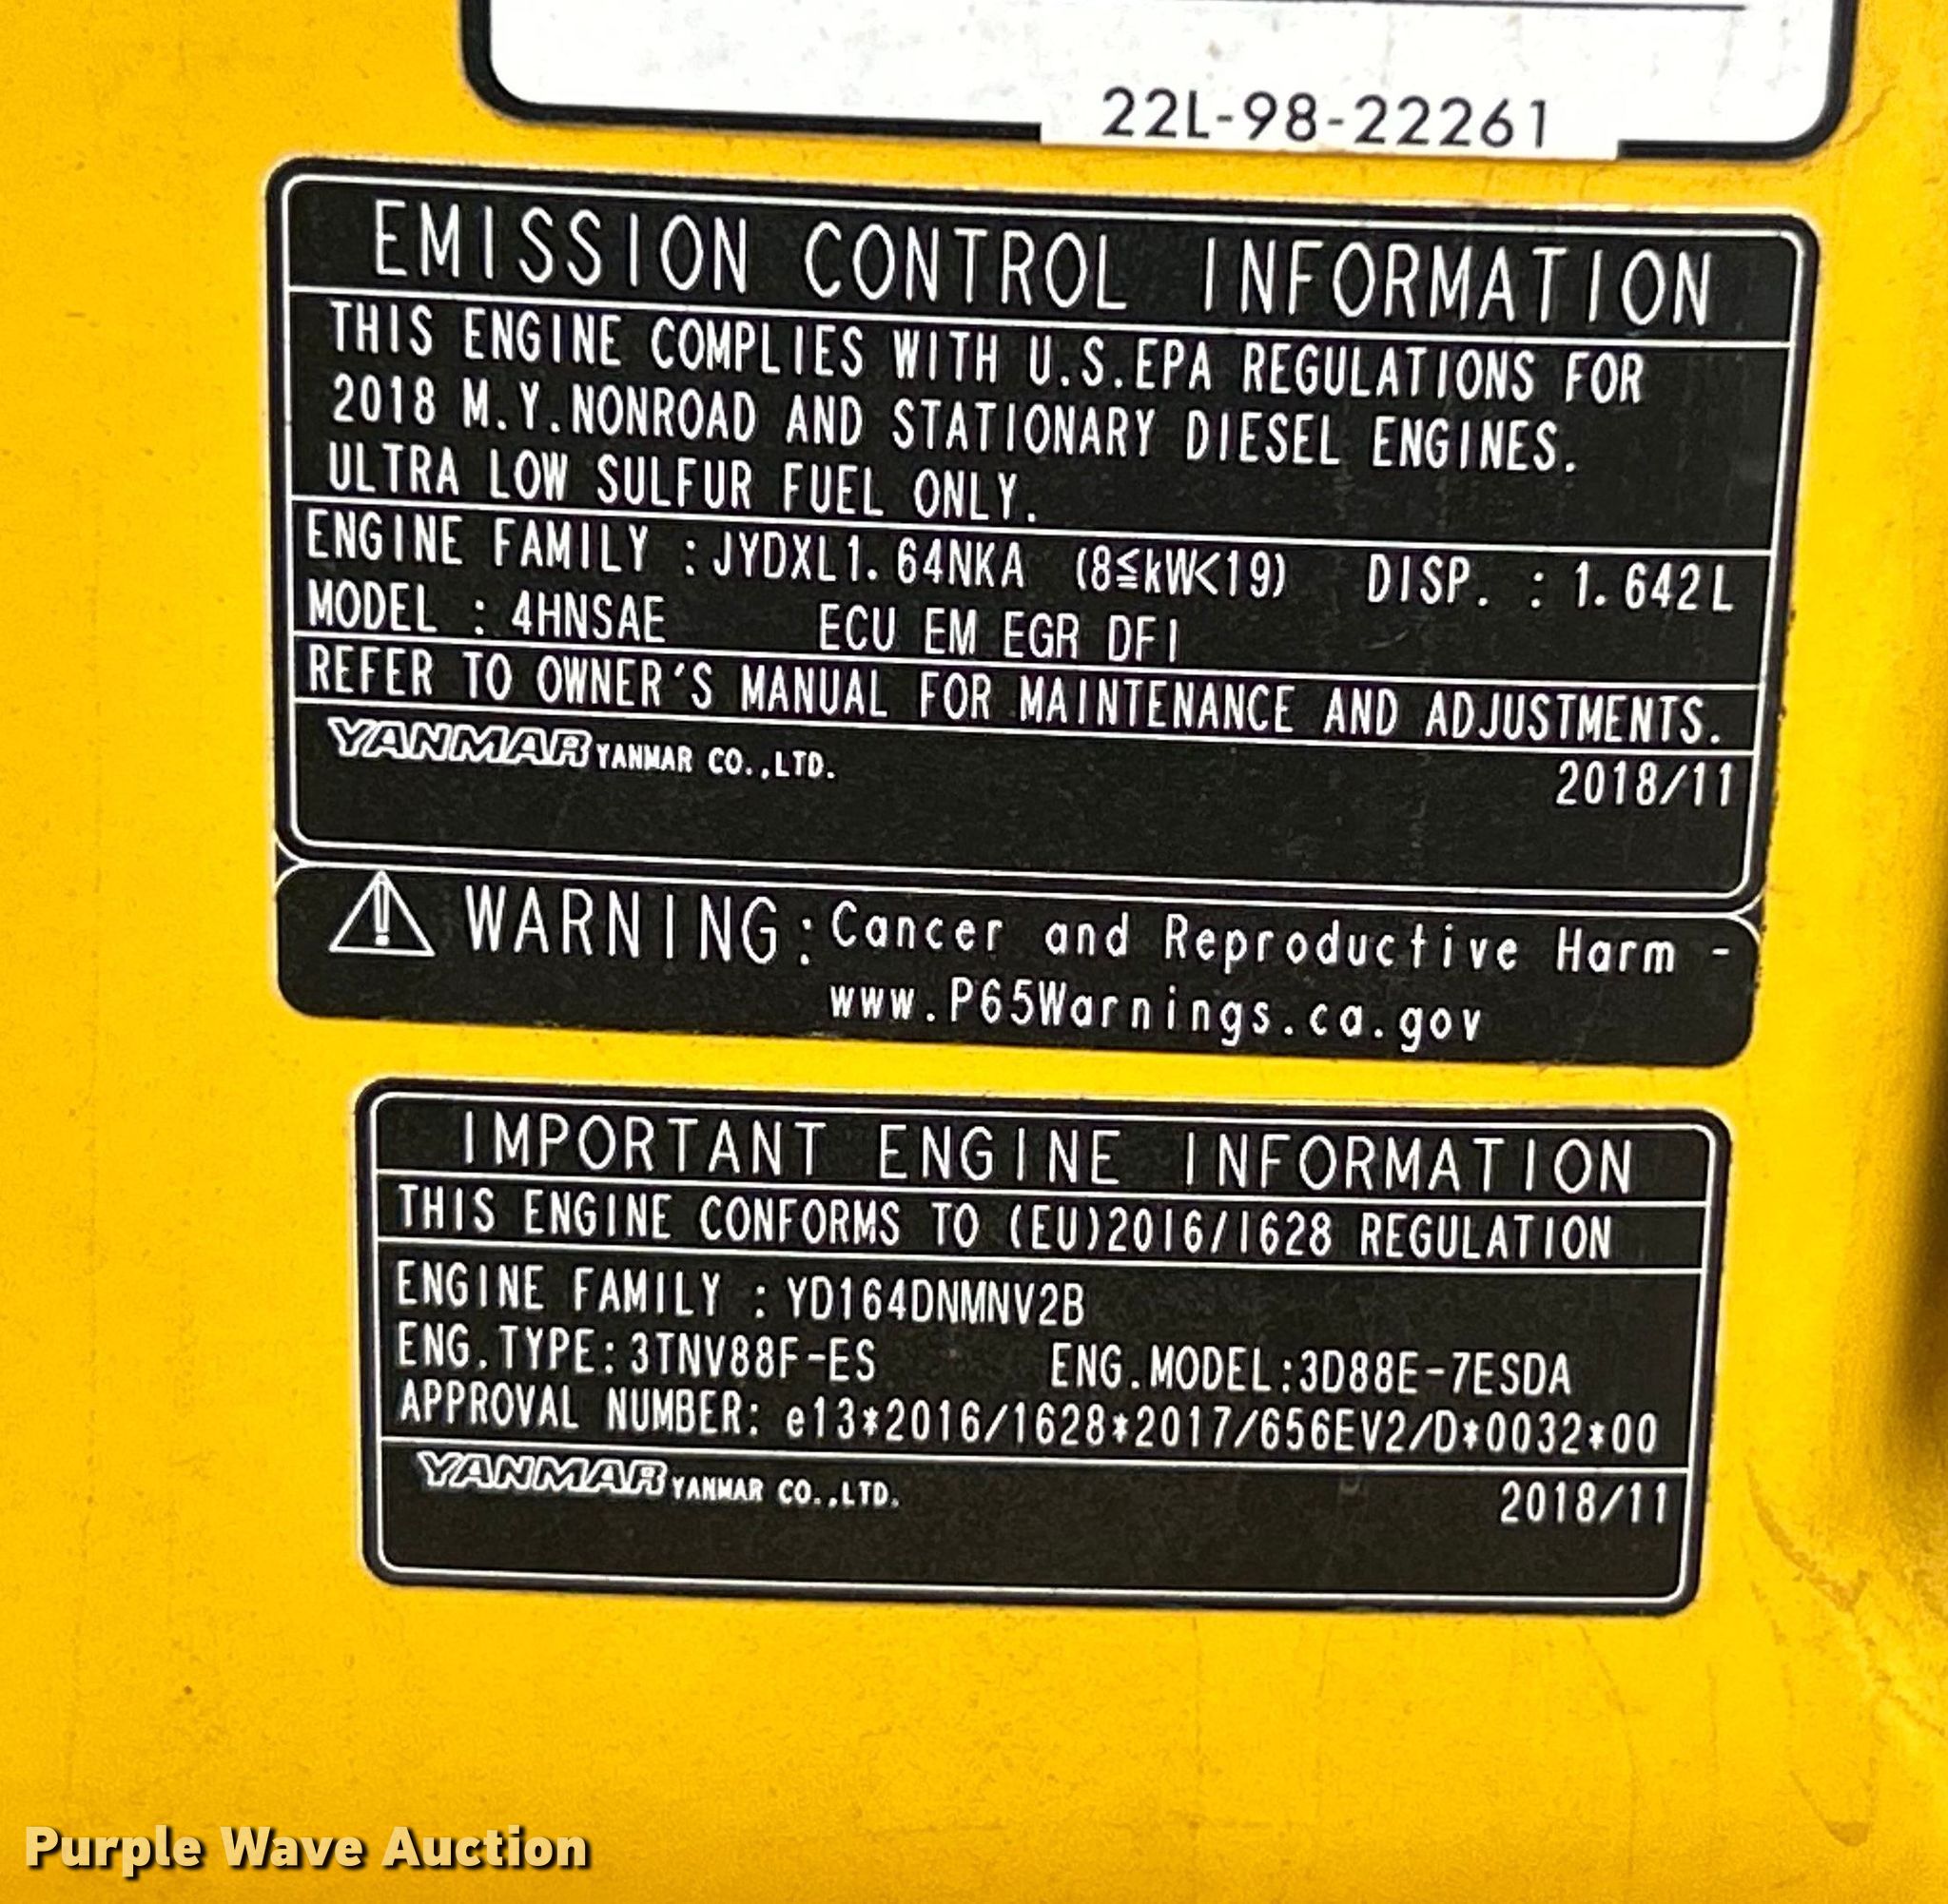 22L-98-22261
EMISSION CONTROL INFORMATION
THIS ENGINE COMPLIES WITH U.S.EPA REGULATIONS FOR
2018 M.Y.NONROAD AND STATIONARY DIESEL ENGINES.
ULTRA LOW SULFUR FUEL ONLY.
ENGINE FAMILY :JYDXL1.64NKA (8≦kW<19) DISP. : 1.642L
MODEL : 4HNSAE ECU EM EGR DFI
REFER TO OWNER'S MANUAL FOR MAINTENANCE AND ADJUSTMENTS.
YANMAR YANMAR CO.,LTD.
2018/11
WARNING:Cancer and Reproductive Harm -
www.P65Warnings.ca.gov
IMPORTANT ENGINE INFORMATION
THIS ENGINE CONFORMS TO (EU)2016/1628 REGULATION
ENGINE FAMILY :YD164DNMNV2B
ENG.TYPE:3TNV88F-ES ENG.MODEL:3D88E-7ESDA
APPROVAL NUMBER: e13*2016/1628*2017/656EV2/D*0032*00
YANMAR YANMAR CO.,LTD.
2018/11
Purple Wave Auction